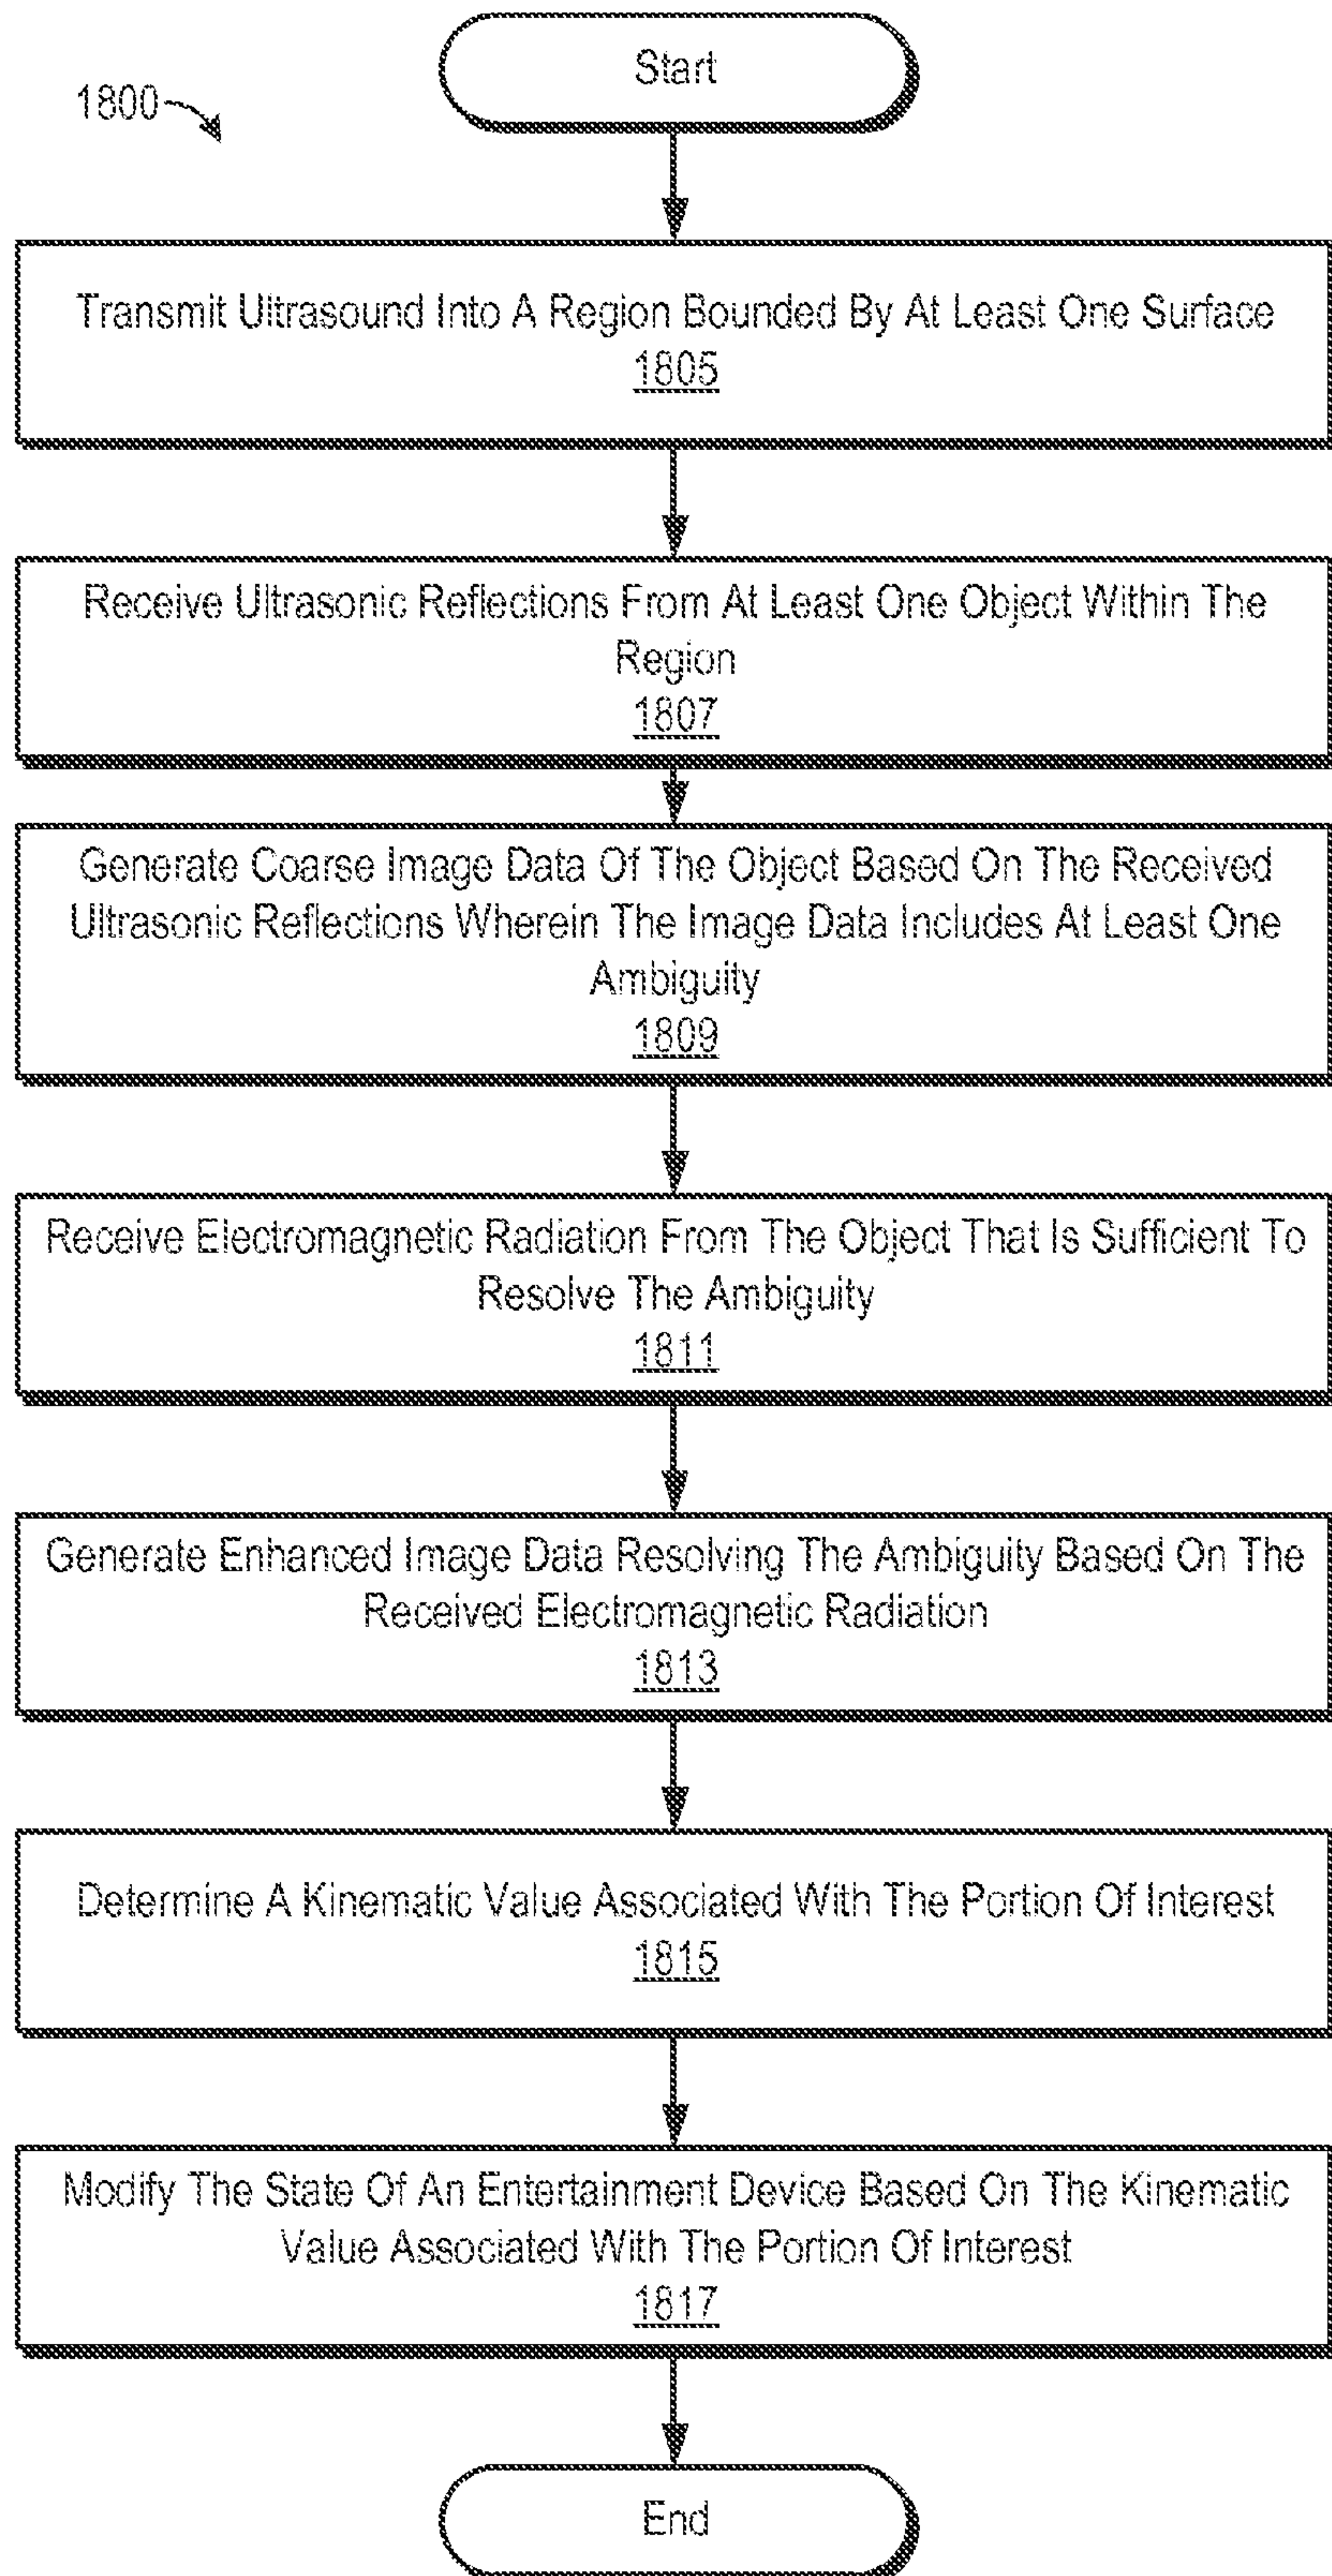 Start
1800
Transmit Ultrasound Into A Region Bounded By At Least One Surface
1805
Receive Ultrasonic Reflections From At Least One Object Within The
Region
1807
Generate Coarse Image Data Of The Object Based On The Received
Ultrasonic Reflections Wherein The Image Data Includes At Least One
Ambiguity
1809
Receive Electromagnetic Radiation From The Object That Is Sufficient To
Resolve The Ambiguity
1811
Generate Enhanced Image Data Resolving The Ambiguity Based On The
Received Electromagnetic Radiation
1813
Determine A Kinematic Value Associated With The Portion Of Interest
1815
Modify The State Of An Entertainment Device Based On The Kinematic
Value Associated With The Portion Of Interest
1817
End